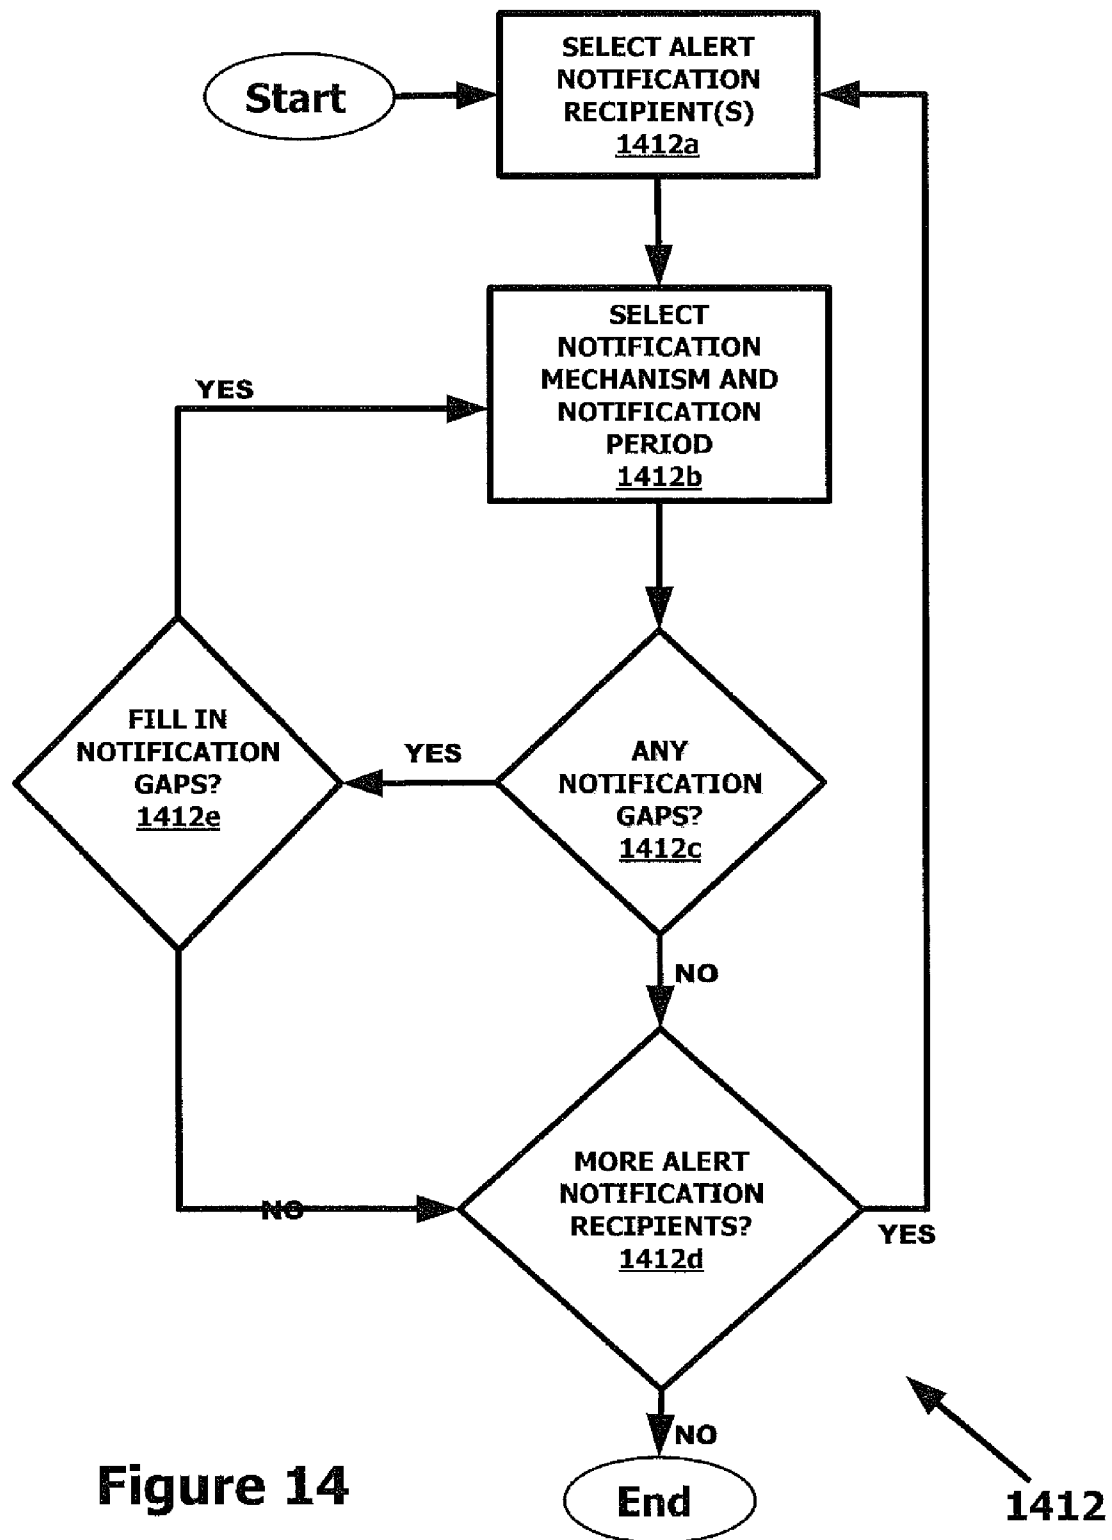 Start
SELECT ALERT
NOTIFICATION
RECIPIENT(S)
1412a
SELECT
NOTIFICATION
MECHANISM AND
NOTIFICATION
PERIOD
1412b
YES
FILL IN
NOTIFICATION
GAPS?
1412e
YES
ANY
NOTIFICATION
GAPS?
1412c
NO
MORE ALERT
NOTIFICATION
RECIPIENTS?
1412d
NO
YES
NO
End
Figure 14
1412